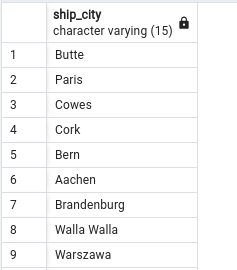 ship_city
character varying (15)
1 Butte
2 Paris
3 Cowes
4 Cork
5 Bern
6 Aachen
7 Brandenburg
8 Walla Walla
9 Warszawa